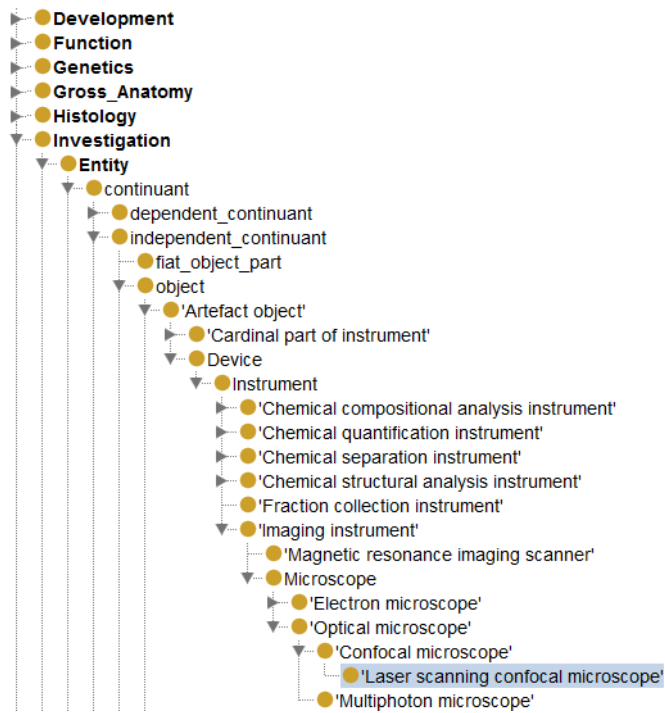 Development
Function
Genetics
Gross_Anatomy
Histology
Investigation
Entity
continuant
dependent_continuant
independent_continuant
fiat_object_part
object
'Artefact object'
'Cardinal part of instrument'
Device
Instrument
'Chemical compositional analysis instrument'
'Chemical quantification instrument'
'Chemical separation instrument'
'Chemical structural analysis instrument'
'Fraction collection instrument'
'Imaging instrument'
'Magnetic resonance imaging scanner'
Microscope
'Electron microscope'
'Optical microscope'
'Confocal microscope'
'Laser scanning confocal microscope'
'Multiphoton microscope'